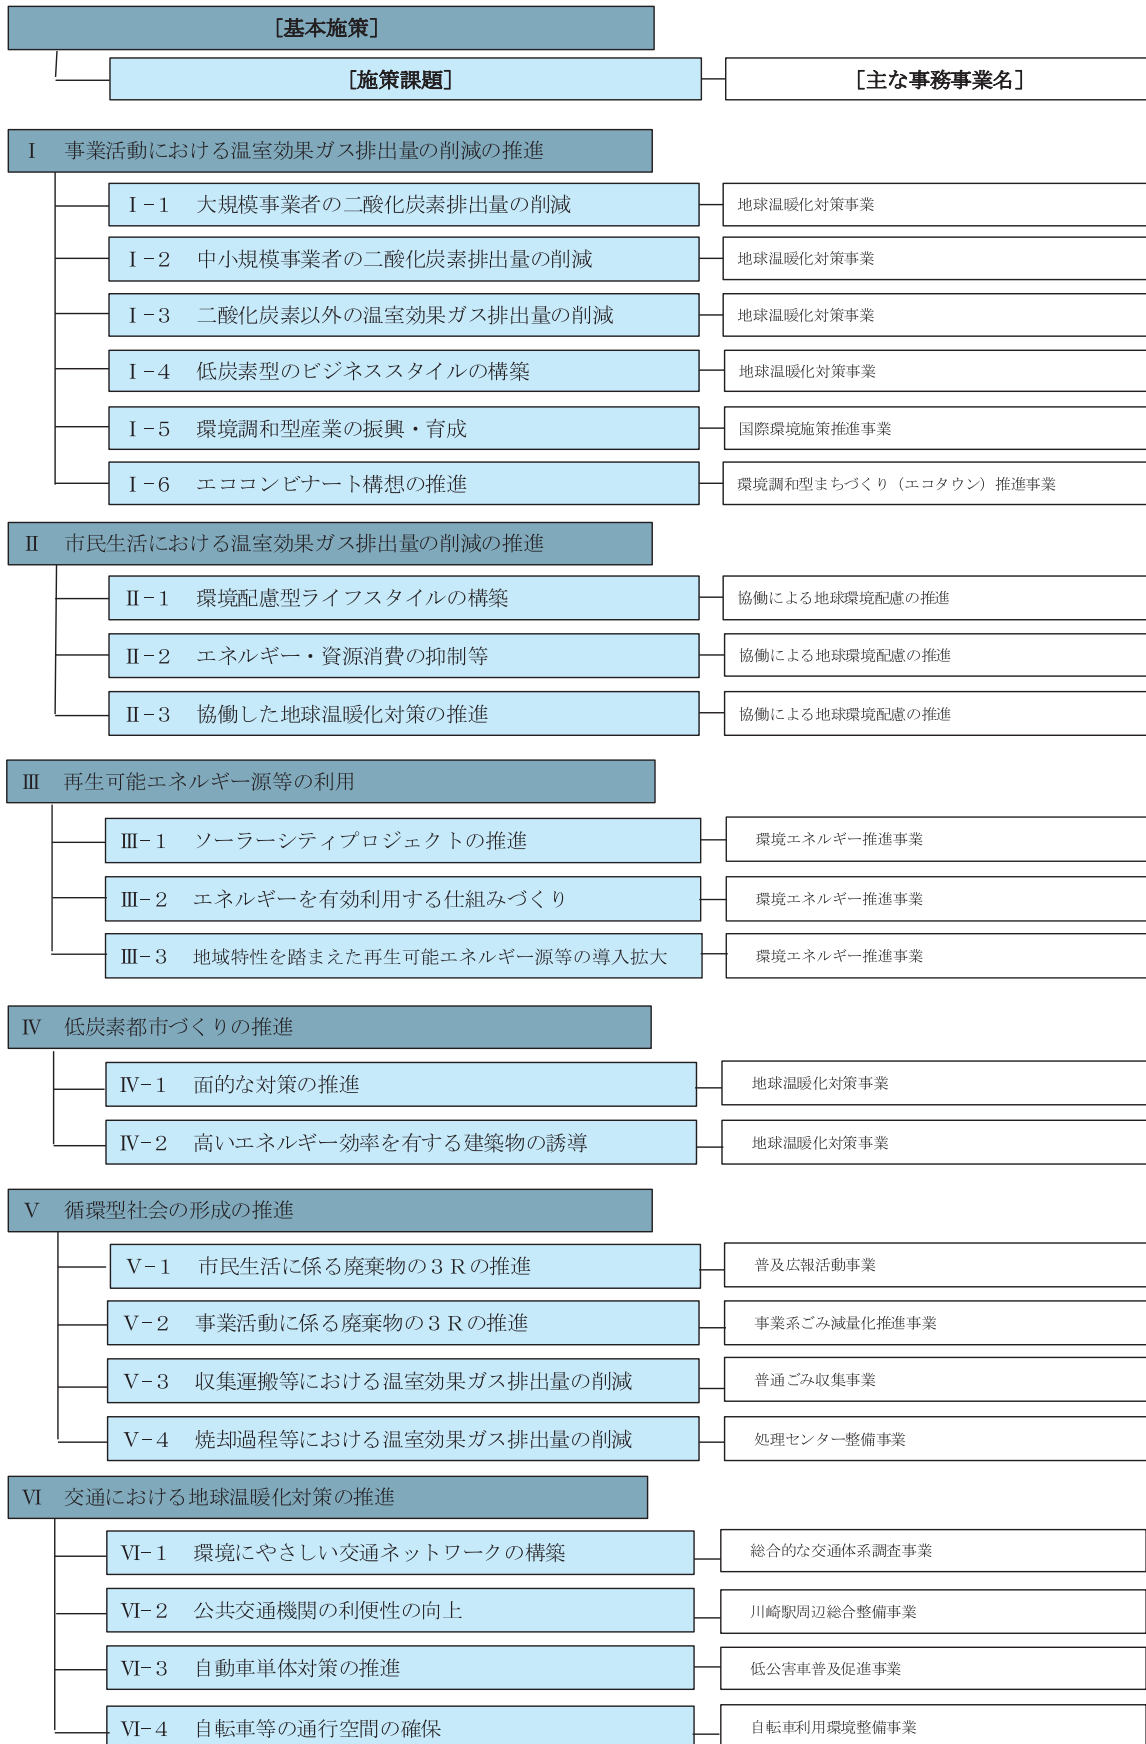 [基本施策]
[施策課題] [主な事務事業名]
Ⅰ 事業活動における温室効果ガス排出量の削減の推進
Ⅰ-1 大規模事業者の二酸化炭素排出量の削減 地球温暖化対策事業
Ⅰ-2 中小規模事業者の二酸化炭素排出量の削減 地球温暖化対策事業
Ⅰ-3 二酸化炭素以外の温室効果ガス排出量の削減 地球温暖化対策事業
Ⅰ-4 低炭素型のビジネススタイルの構築 地球温暖化対策事業
Ⅰ-5 環境調和型産業の振興・育成 国際環境施策推進事業
Ⅰ-6 エココンビナート構想の推進 環境調和型まちづくり（エコタウン）推進事業
Ⅱ 市民生活における温室効果ガス排出量の削減の推進
Ⅱ-1 環境配慮型ライフスタイルの構築 協働による地球環境配慮の推進
Ⅱ-2 エネルギー・資源消費の抑制等 協働による地球環境配慮の推進
Ⅱ-3 協働した地球温暖化対策の推進 協働による地球環境配慮の推進
Ⅲ 再生可能エネルギー源等の利用
Ⅲ-1 ソーラーシティプロジェクトの推進 環境エネルギー推進事業
Ⅲ-2 エネルギーを有効利用する仕組みづくり 環境エネルギー推進事業
Ⅲ-3 地域特性を踏まえた再生可能エネルギー源等の導入拡大 環境エネルギー推進事業
Ⅳ 低炭素都市づくりの推進
Ⅳ-1 面的な対策の推進 地球温暖化対策事業
Ⅳ-2 高いエネルギー効率を有する建築物の誘導 地球温暖化対策事業
Ⅴ 循環型社会の形成の推進
Ⅴ-1 市民生活に係る廃棄物の３Ｒの推進 普及広報活動事業
Ⅴ-2 事業活動に係る廃棄物の３Ｒの推進 事業系ごみ減量化推進事業
Ⅴ-3 収集運搬等における温室効果ガス排出量の削減 普通ごみ収集事業
Ⅴ-4 焼却過程等における温室効果ガス排出量の削減 処理センター整備事業
Ⅵ 交通における地球温暖化対策の推進
Ⅵ-1 環境にやさしい交通ネットワークの構築 総合的な交通体系調査事業
Ⅵ-2 公共交通機関の利便性の向上 川崎駅周辺総合整備事業
Ⅵ-3 自動車単体対策の推進 低公害車普及促進事業
Ⅵ-4 自転車等の通行空間の確保 自転車利用環境整備事業